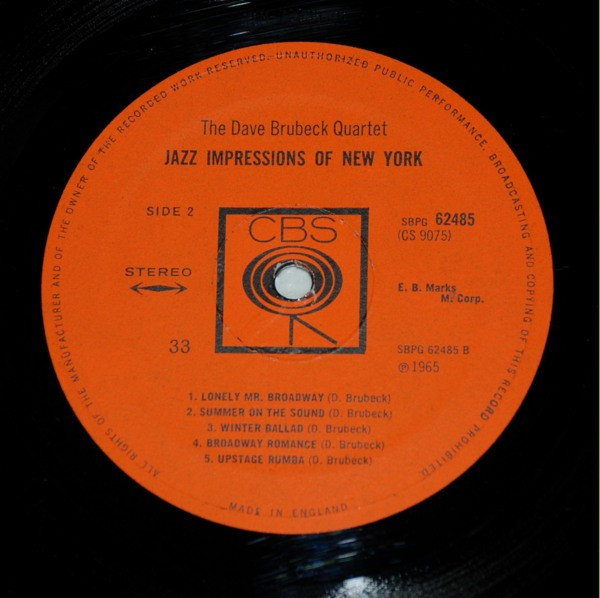 ALL RIGHTS OF THE MANUFACTURER AND OF THE OWNER OF THE RECORDED WORK RESERVED. UNAUTHORIZED PUBLIC PERFORMANCE, BROADCASTING AND COPYING OF THIS RECORD PROHIBITED.
The Dave Brubeck Quartet
JAZZ IMPRESSIONS OF NEW YORK
SIDE 2
CBS
SBPG 62485
(CS 9075)
STEREO
E. B. Marks
M. Corp.
33
SBPG 62485 B
℗ 1965
1. LONELY MR. BROADWAY (D. Brubeck)
2. SUMMER ON THE SOUND (D. Brubeck)
3. WINTER BALLAD (D. Brubeck)
4. BROADWAY ROMANCE (D. Brubeck)
5. UPSTAGE RUMBA (D. Brubeck)
MADE IN ENGLAND